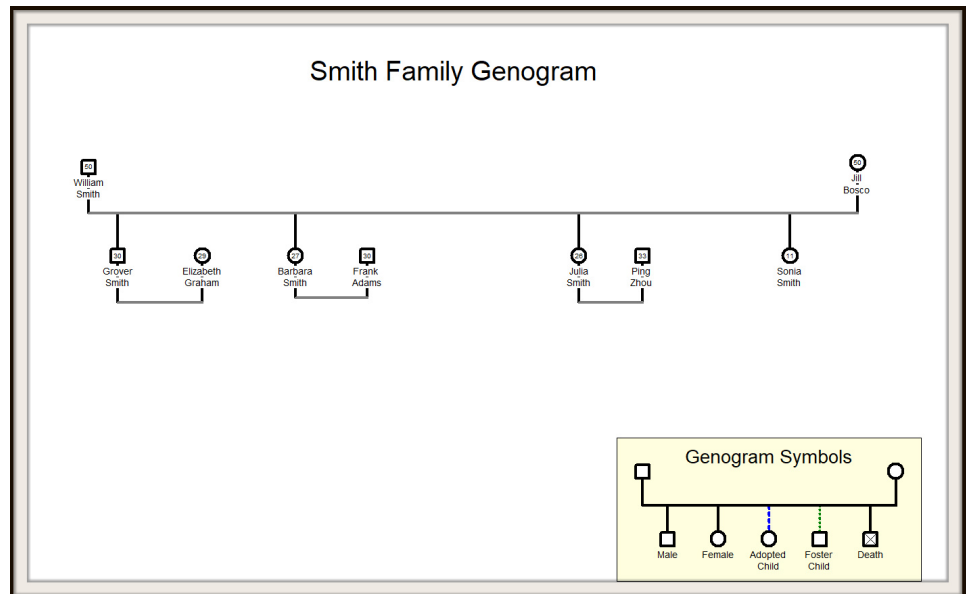 Smith Family Genogram
50
William
Smith
50
Jill
Bosco
30
Grover
Smith
29
Elizabeth
Graham
27
Barbara
Smith
30
Frank
Adams
26
Julia
Smith
33
Ping
Zhou
11
Sonia
Smith
Genogram Symbols
Male
Female
Adopted
Child
Foster
Child
Death